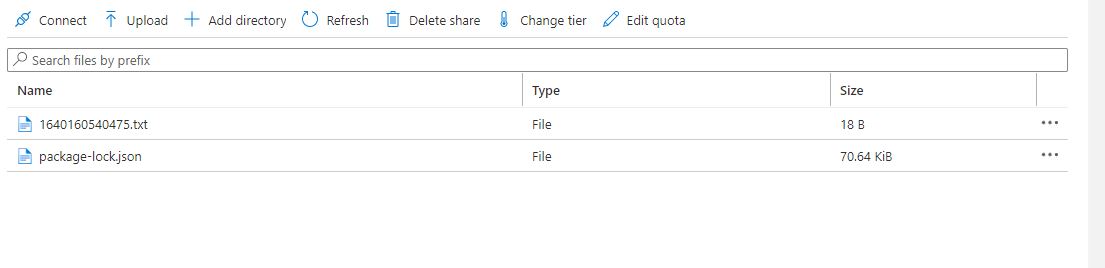 Connect Upload Add directory Refresh Delete share Change tier Edit quota
Search files by prefix
Name Type Size
1640160540475.txt File 18 B
package-lock.json File 70.64 KiB